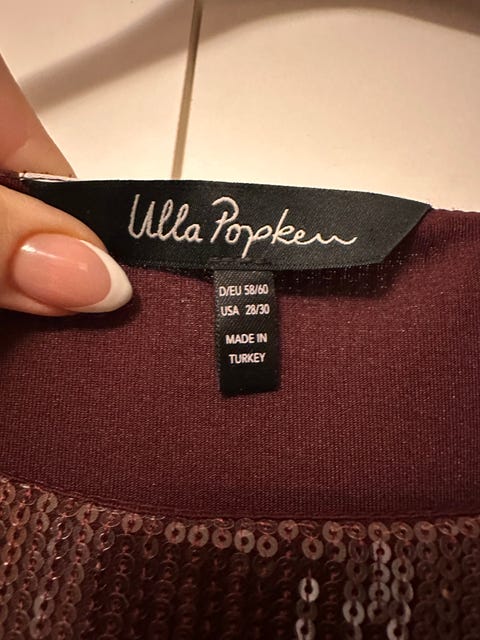 Ulla Popken
D/EU 58/60
USA 28/30
MADE IN
TURKEY